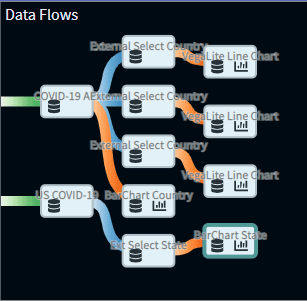 Data Flows
External Select Country
VegaLite Line Chart
COVID-19 A
External Select Country
VegaLite Line Chart
External Select Country
VegaLite Line Chart
US COVID-19
BarChart Country
Ext Select State
BarChart State